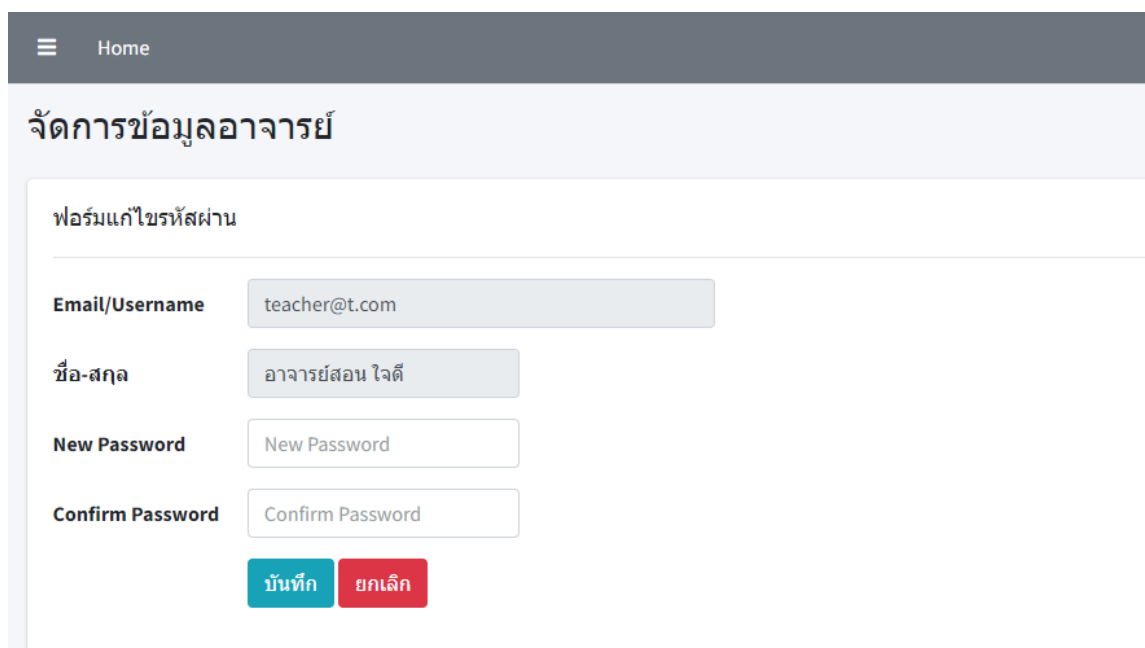 Home
จัดการข้อมูลอาจารย์
ฟอร์มแก้ไขรหัสผ่าน
Email/Username teacher@t.com
ชื่อ-สกุล อาจารย์สอน ใจดี
New Password New Password
Confirm Password Confirm Password
บันทึก ยกเลิก